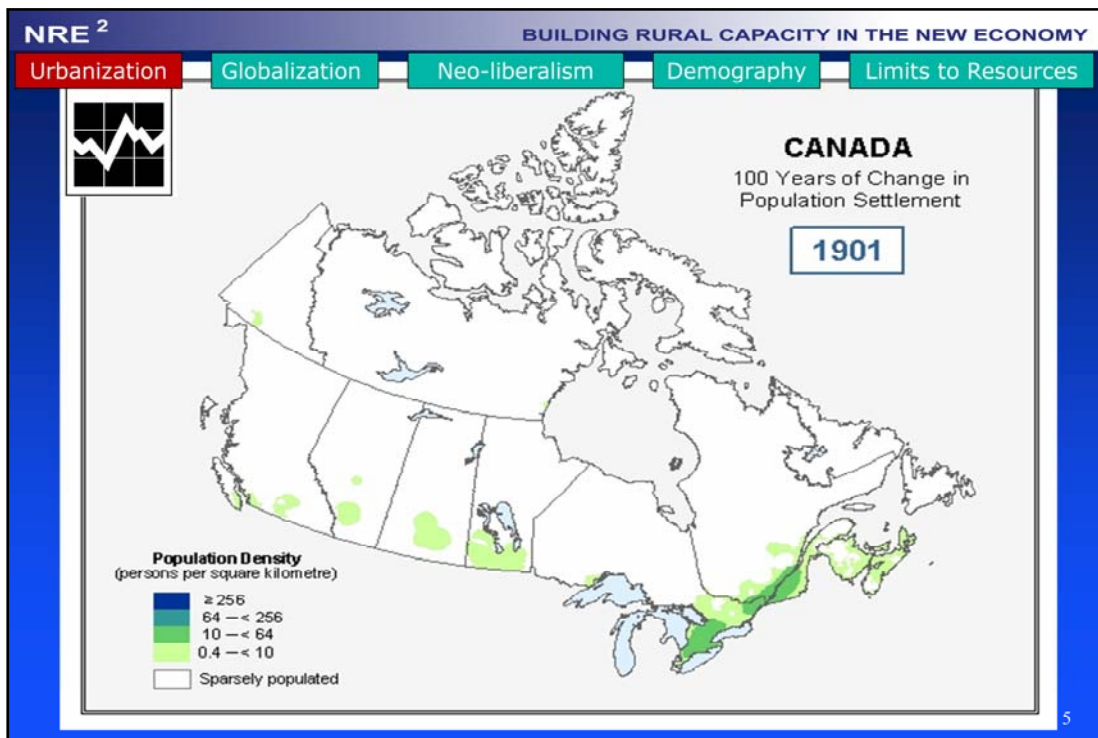 NRE ²
BUILDING RURAL CAPACITY IN THE NEW ECONOMY
Urbanization
Globalization
Neo-liberalism
Demography
Limits to Resources
CANADA
100 Years of Change in
Population Settlement
1901
Population Density
(persons per square kilometre)
≥ 256
64 —< 256
10 —< 64
0.4 —< 10
Sparsely populated
5